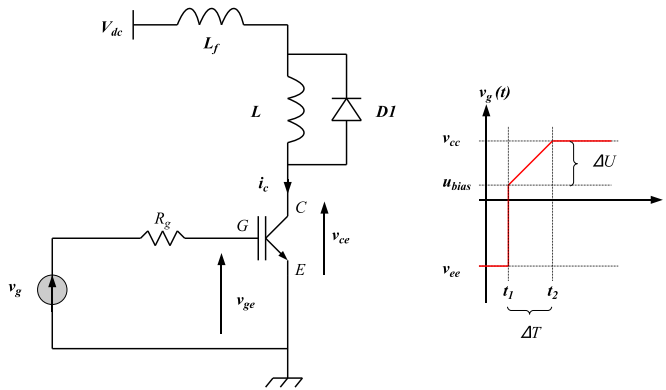 V_dc
L_f
L
D1
i_c
C
R_g
G
v_ce
E
v_g
v_ge
v_g (t)
v_cc
ΔU
u_bias
v_ee
t_1
t_2
ΔT